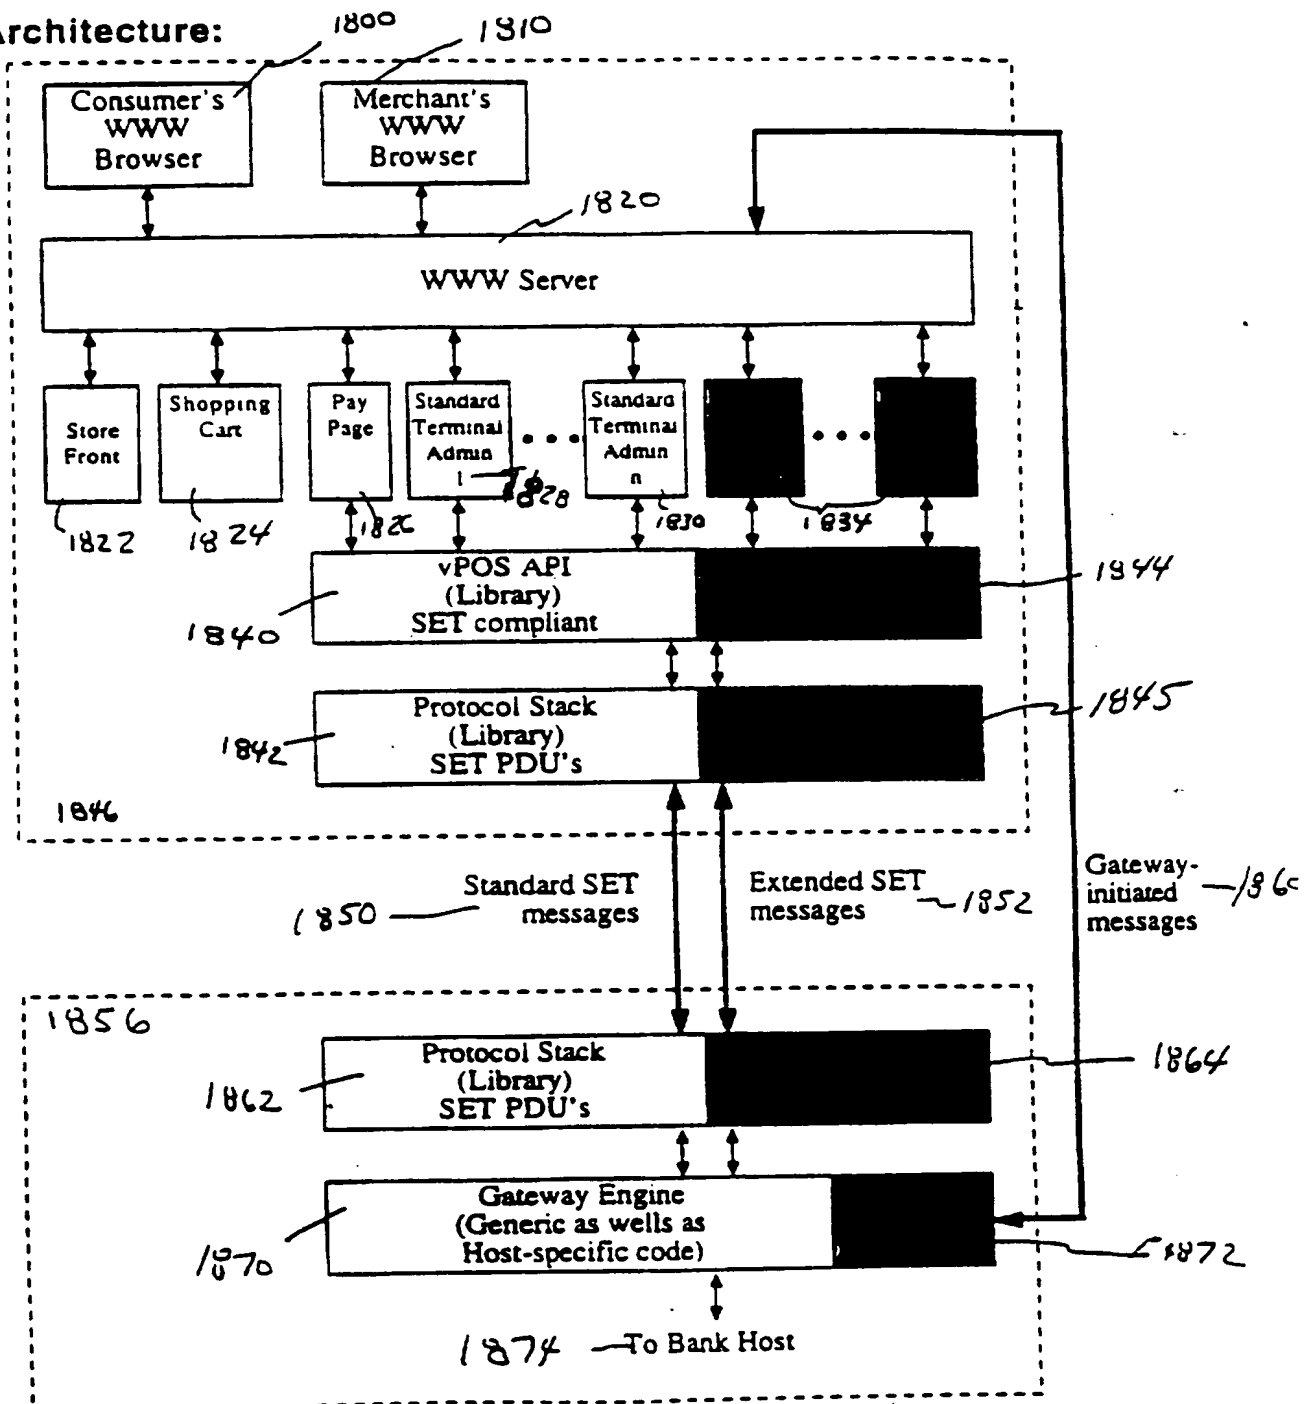 Architecture:
1800
1810
Consumer's
WWW
Browser
Merchant's
WWW
Browser
1820
WWW Server
Store
Front
Shopping
Cart
Pay
Page
Standard
Terminal
Admin
1
Standard
Terminal
Admin
n
1822
1824
1826
1828
1830
1834
vPOS API
(Library)
SET compliant
1840
1844
Protocol Stack
(Library)
SET PDU's
1842
1845
1846
Standard SET
messages
1850
Extended SET
messages
1852
Gateway-
initiated
messages
1856
Protocol Stack
(Library)
SET PDU's
1862
1864
Gateway Engine
(Generic as wells as
Host-specific code)
1870
1872
1874
To Bank Host